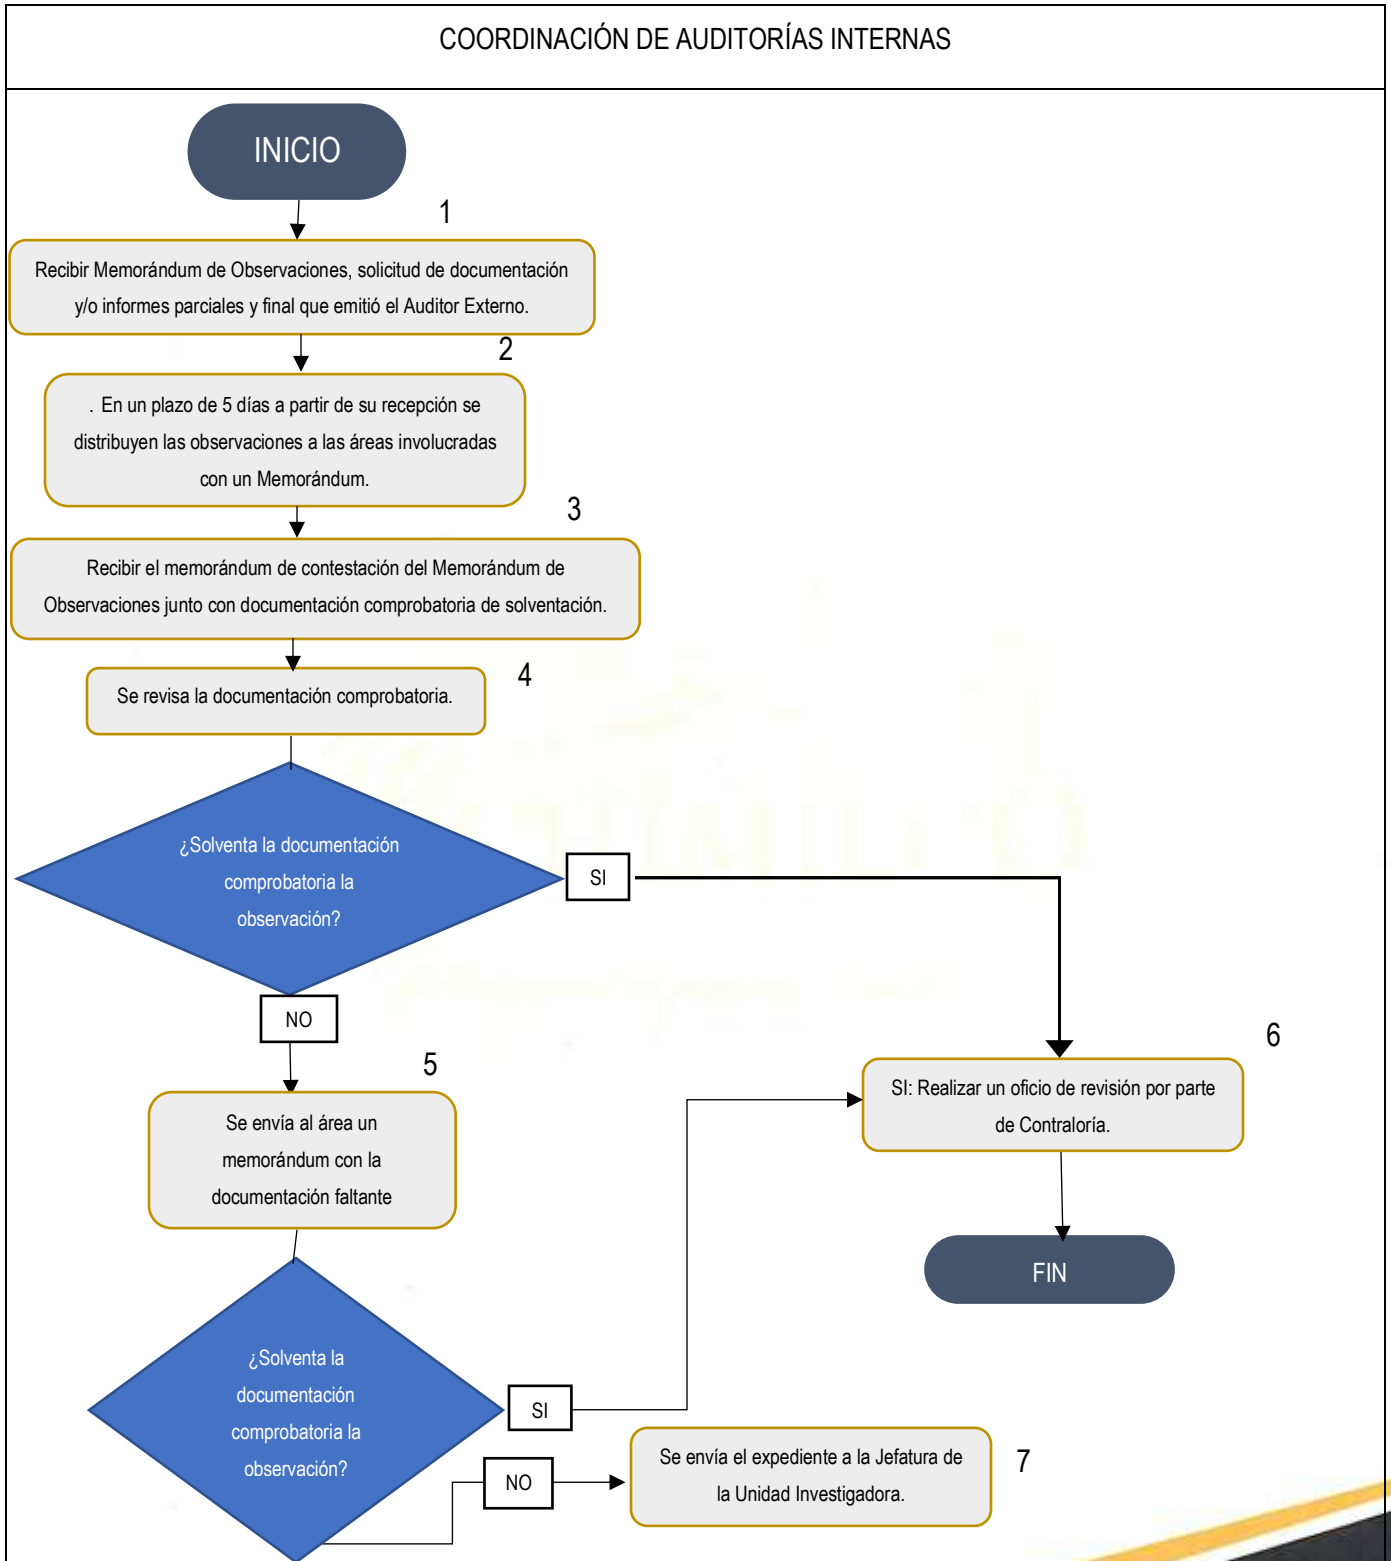 COORDINACIÓN DE AUDITORÍAS INTERNAS
INICIO
1
Recibir Memorándum de Observaciones, solicitud de documentación
y/o informes parciales y final que emitió el Auditor Externo.
2
. En un plazo de 5 días a partir de su recepción se
distribuyen las observaciones a las áreas involucradas
con un Memorándum.
3
Recibir el memorándum de contestación del Memorándum de
Observaciones junto con documentación comprobatoria de solventación.
4
Se revisa la documentación comprobatoria.
¿Solventa la documentación
comprobatoria la
observación?
SI
NO
5
Se envía al área un
memorándum con la
documentación faltante
6
SI: Realizar un oficio de revisión por parte
de Contraloría.
FIN
¿Solventa la
documentación
comprobatoria la
observación?
SI
NO
Se envía el expediente a la Jefatura de
la Unidad Investigadora.
7